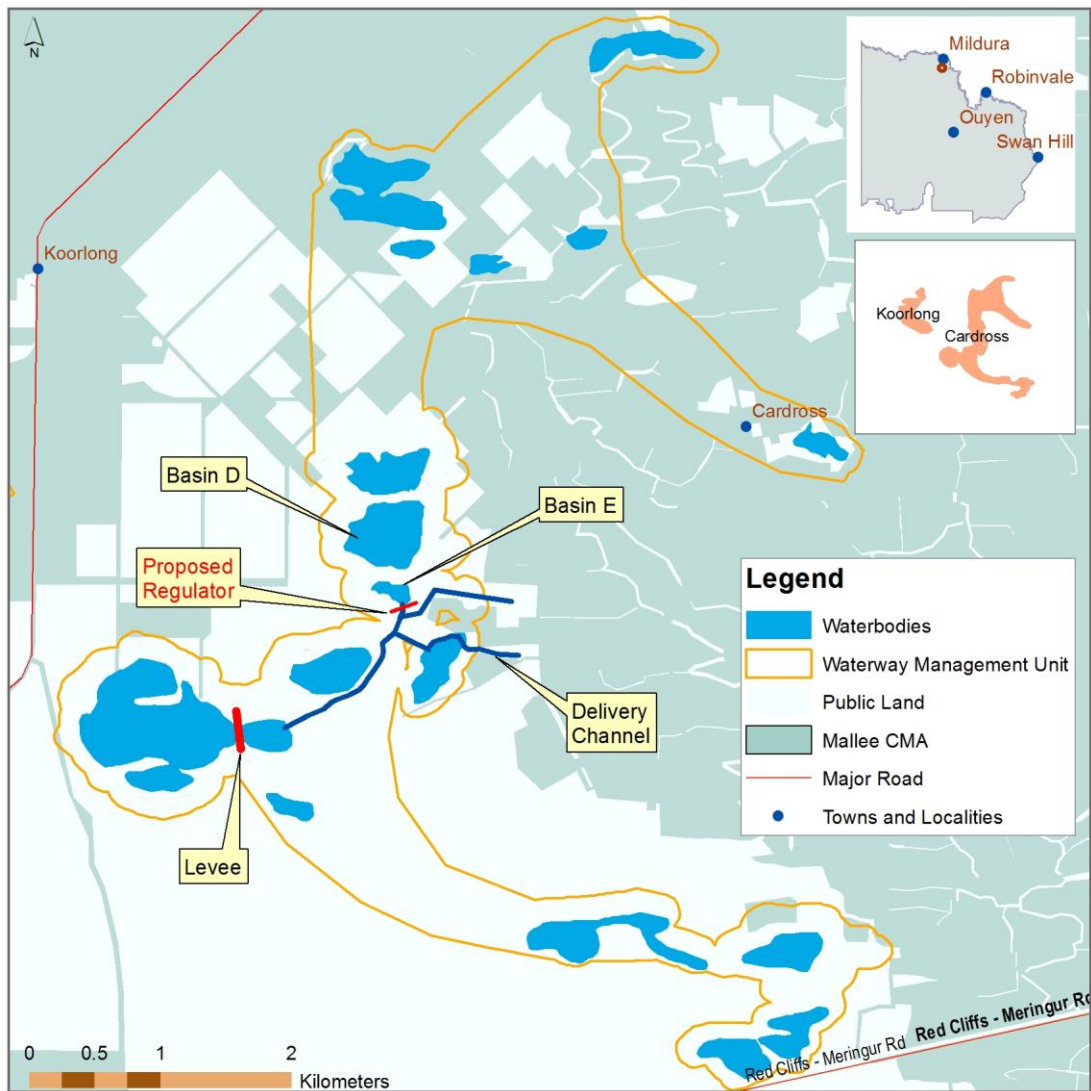 N
Mildura
Robinvale
Ouyen
Swan Hill
Koorlong
Koorlong
Cardross
Cardross
Basin D
Basin E
Proposed
Regulator
Delivery
Channel
Levee
Legend
Waterbodies
Waterway Management Unit
Public Land
Mallee CMA
Major Road
Towns and Localities
Red Cliffs - Meringur Rd
Red Cliffs - Meringur Rd
0 0.5 1 2
Kilometers